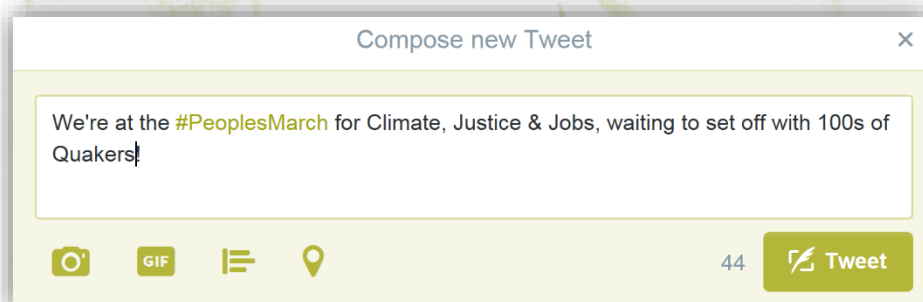 Compose new Tweet ×
We're at the #PeoplesMarch for Climate, Justice & Jobs, waiting to set off with 100s of
Quakers!
GIF 44 Tweet